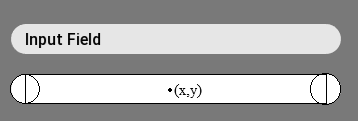 Input Field
•(x,y)